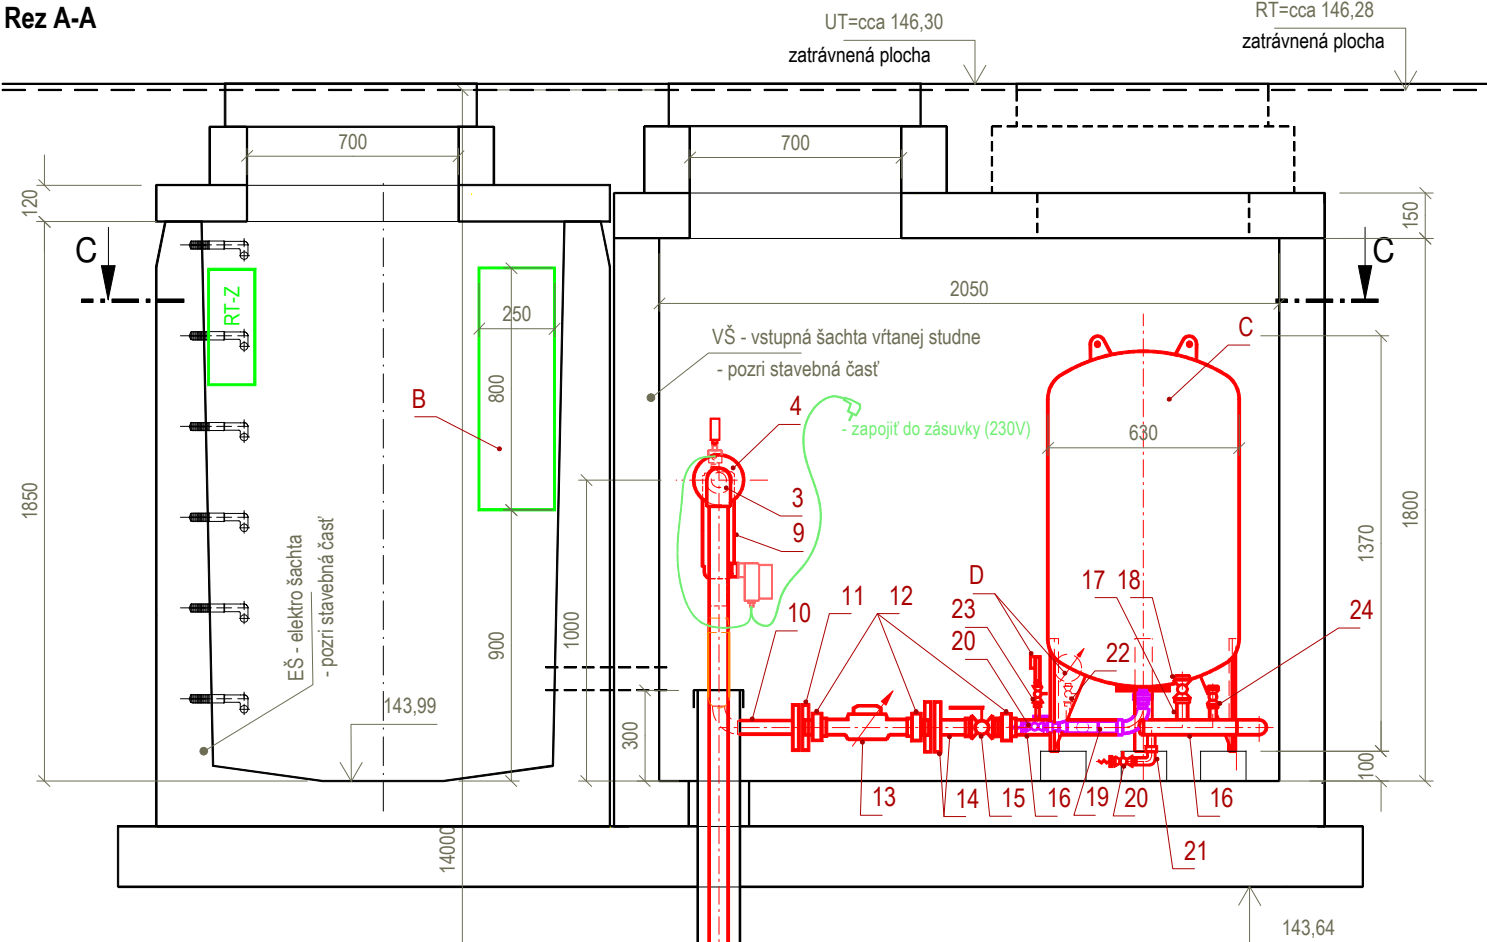 Rez A-A
UT=cca 146,30
zatrávnená plocha
RT=cca 146,28
zatrávnená plocha
700
700
120
150
C
C
2050
RT-Z
250
VŠ - vstupná šachta vŕtanej studne
- pozri stavebná časť
C
800
B
4
- zapojiť do zásuvky (230V)
630
1850
3
1800
9
1370
EŠ - elektro šachta
- pozri stavebná časť
D
17
18
11
12
10
23
24
1000
900
20
22
143,99
300
100
13
14
15
16
19
20
16
14000
21
143,64